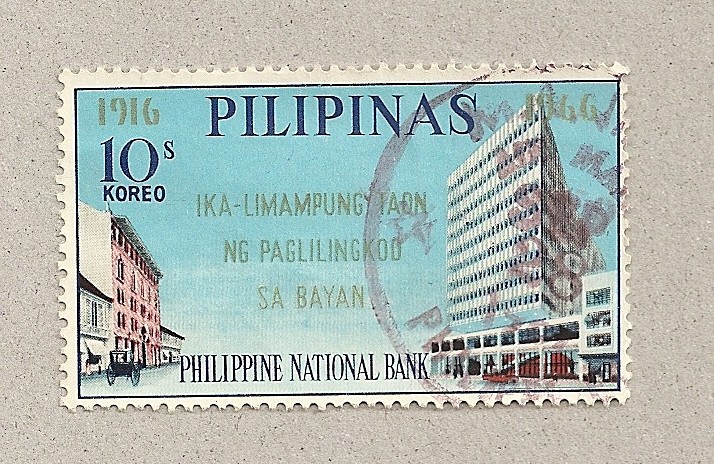 1916 PILIPINAS 1966
10s
KOREO
IKA-LIMAMPUNG TAON
NG PAGLILINGKOD
SA BAYAN
PHILIPPINE NATIONAL BANK